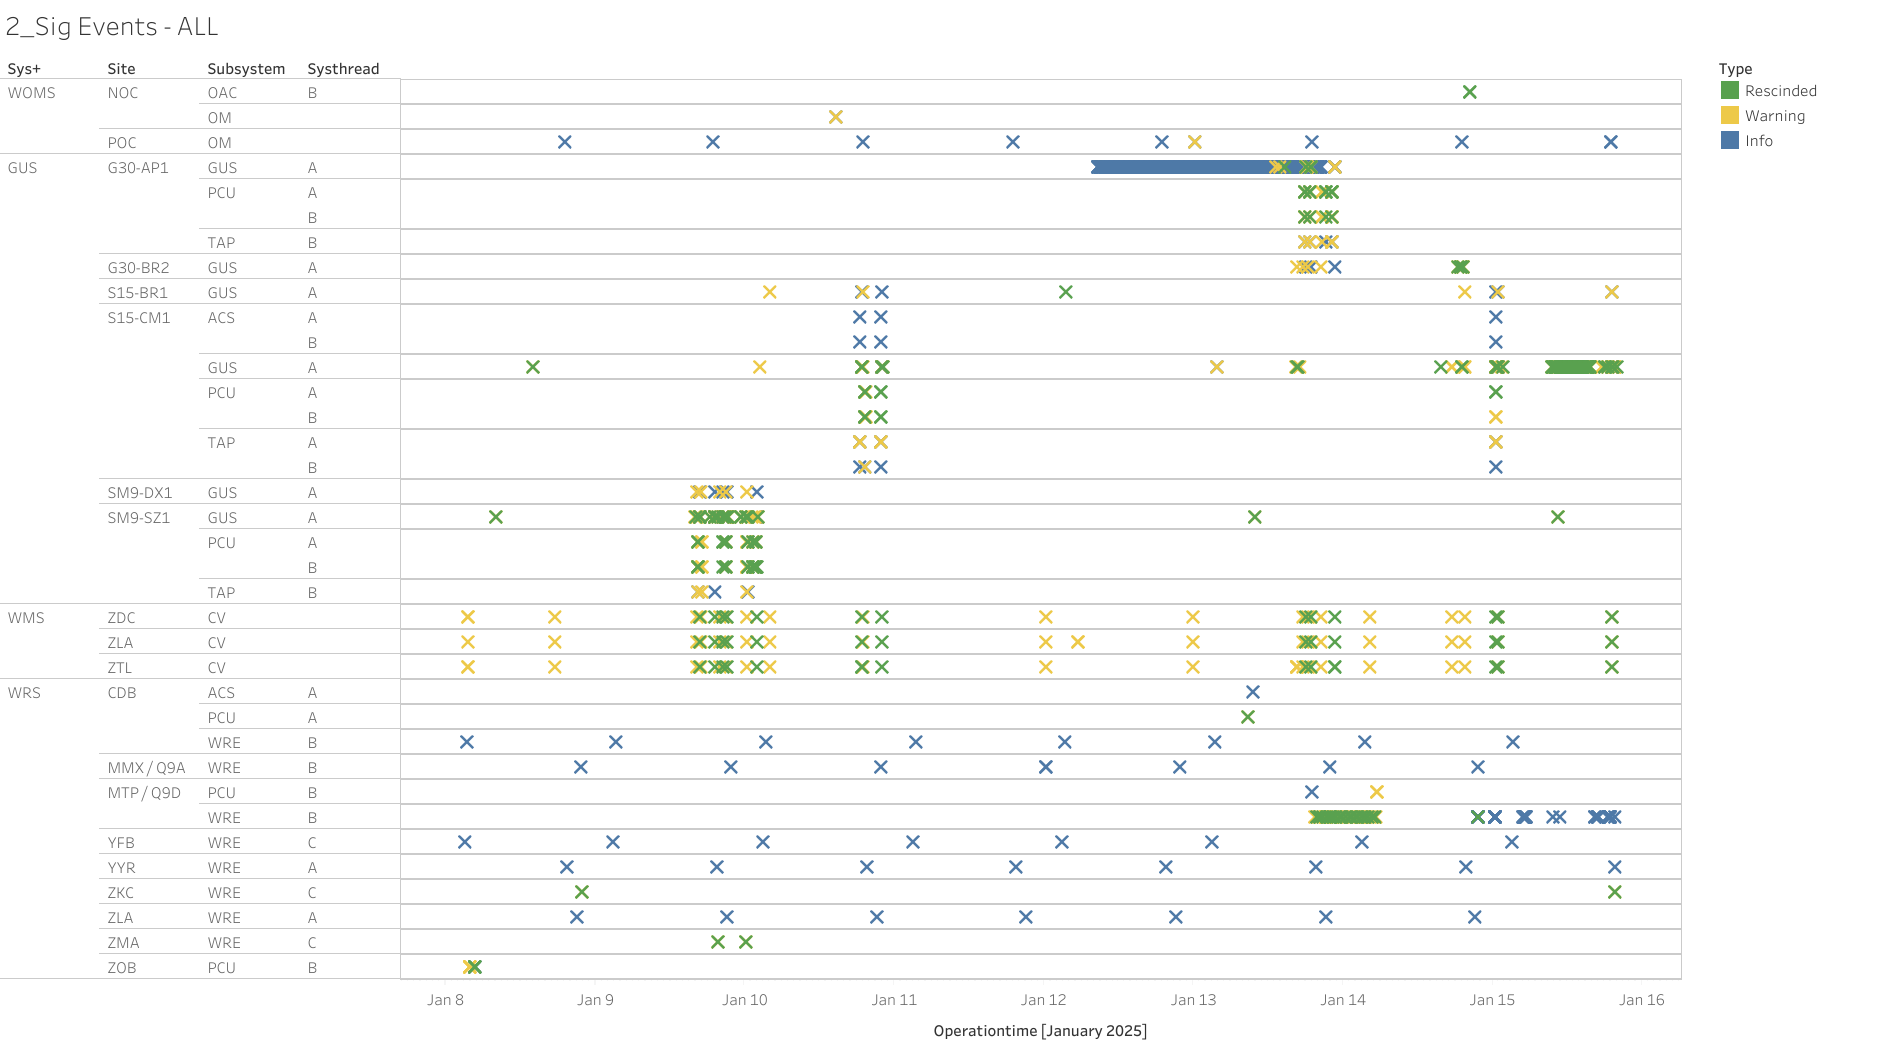 2_Sig Events - ALL
Sys+ Site Subsystem Systhread
Type
WOMS NOC OAC B
Rescinded
OM
Warning
POC OM
Info
GUS G30-AP1 GUS A
PCU A
B
TAP B
G30-BR2 GUS A
S15-BR1 GUS A
S15-CM1 ACS A
B
GUS A
PCU A
B
TAP A
B
SM9-DX1 GUS A
SM9-SZ1 GUS A
PCU A
B
TAP B
WMS ZDC CV
ZLA CV
ZTL CV
WRS CDB ACS A
PCU A
WRE B
MMX / Q9A WRE B
MTP / Q9D PCU B
WRE B
YFB WRE C
YYR WRE A
ZKC WRE C
ZLA WRE A
ZMA WRE C
ZOB PCU B
Jan 8 Jan 9 Jan 10 Jan 11 Jan 12 Jan 13 Jan 14 Jan 15 Jan 16
Operationtime [January 2025]